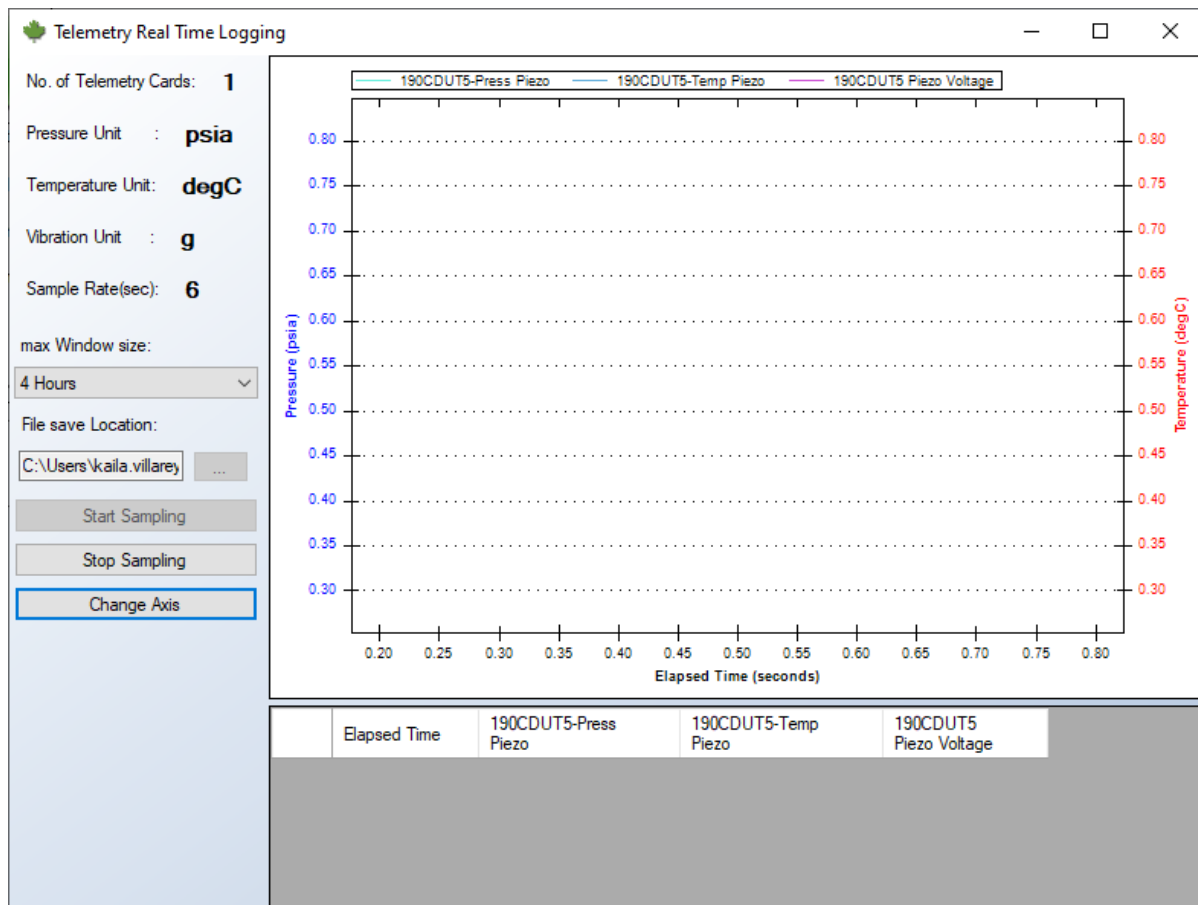 Telemetry Real Time Logging
No. of Telemetry Cards: 1
Pressure Unit : psia
Temperature Unit: degC
Vibration Unit : g
Sample Rate(sec): 6
max Window size:
4 Hours
File save Location:
C:\Users\kaila.villarey
...
Start Sampling
Stop Sampling
Change Axis
190CDUT5-Press Piezo 190CDUT5-Temp Piezo 190CDUT5 Piezo Voltage
Pressure (psia)
0.80
0.75
0.70
0.65
0.60
0.55
0.50
0.45
0.40
0.35
0.30
0.80
0.75
0.70
0.65
0.60
0.55
0.50
0.45
0.40
0.35
0.30
Temperature (degC)
0.20 0.25 0.30 0.35 0.40 0.45 0.50 0.55 0.60 0.65 0.70 0.75 0.80
Elapsed Time (seconds)
Elapsed Time
190CDUT5-Press
Piezo
190CDUT5-Temp
Piezo
190CDUT5
Piezo Voltage